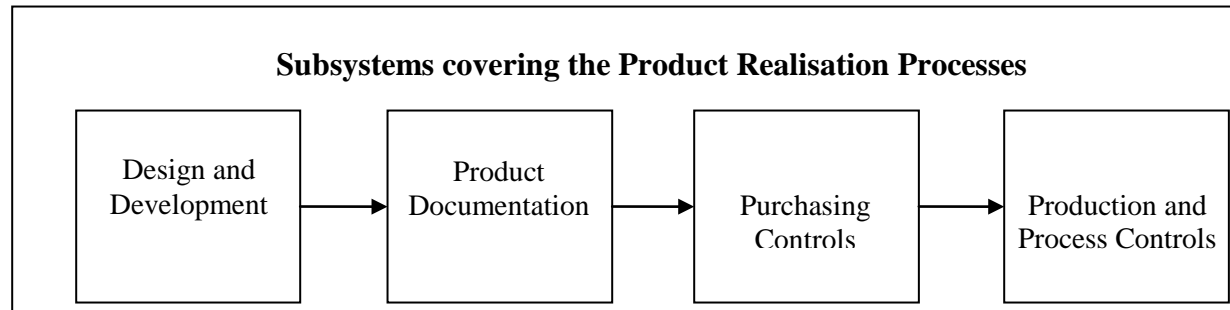 Subsystems covering the Product Realisation Processes
Design and
Development
Product
Documentation
Purchasing
Controls
Production and
Process Controls